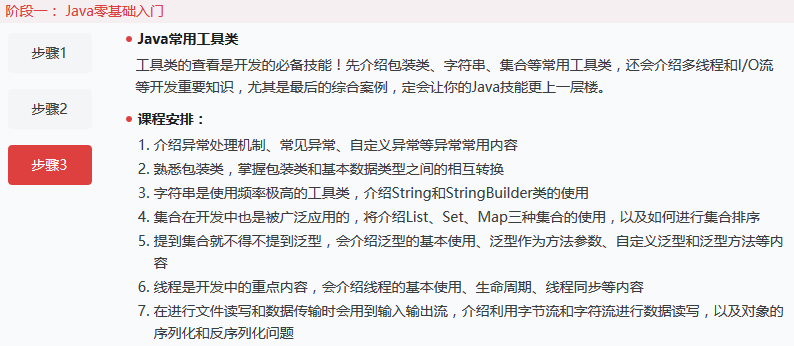 阶段一： Java零基础入门
步骤1
步骤2
步骤3
Java常用工具类
工具类的查看是开发的必备技能！先介绍包装类、字符串、集合等常用工具类，还会介绍多线程和I/O流
等开发重要知识，尤其是最后的综合案例，定会让你的Java技能更上一层楼。
课程安排：
1. 介绍异常处理机制、常见异常、自定义异常等异常常用内容
2. 熟悉包装类，掌握包装类和基本数据类型之间的相互转换
3. 字符串是使用频率极高的工具类，介绍String和StringBuilder类的使用
4. 集合在开发中也是被广泛应用的，将介绍List、Set、Map三种集合的使用，以及如何进行集合排序
5. 提到集合就不得不提到泛型，会介绍泛型的基本使用、泛型作为方法参数、自定义泛型和泛型方法等内
容
6. 线程是开发中的重点内容，会介绍线程的基本使用、生命周期、线程同步等内容
7. 在进行文件读写和数据传输时会用到输入输出流，介绍利用字节流和字符流进行数据读写，以及对象的
序列化和反序列化问题